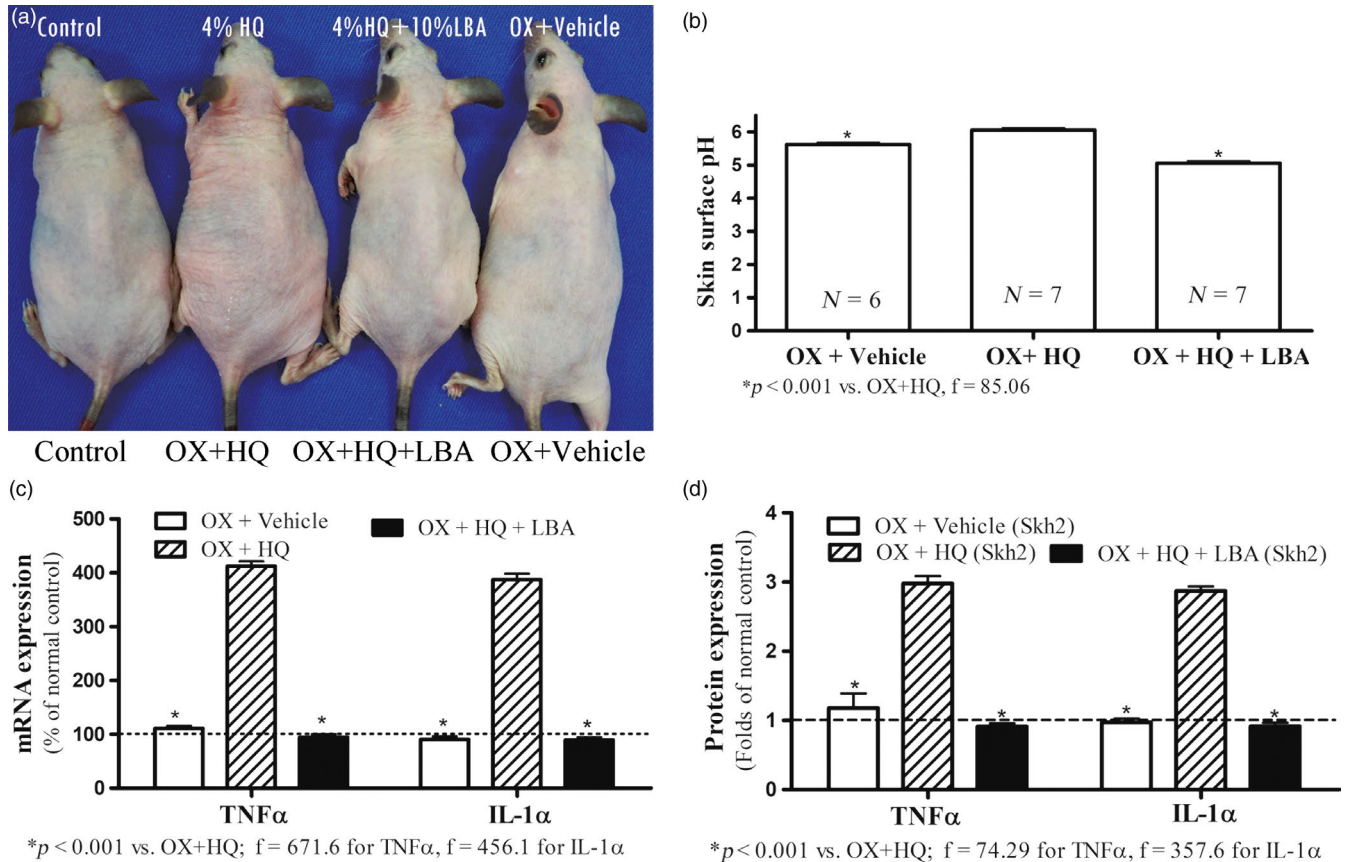 (a)
Control 4% HQ 4%HQ+10%LBA OX+Vehicle
Control OX+HQ OX+HQ+LBA OX+Vehicle
(b)
Skin surface pH
6
5
4
3
2
1
0
N = 6 N = 7 N = 7
* *
OX + Vehicle OX+ HQ OX + HQ + LBA
*p < 0.001 vs. OX+HQ, f = 85.06
(c)
mRNA expression
(% of normal control)
500
400
300
200
100
0
OX + Vehicle OX + HQ + LBA
OX + HQ
* * * *
TNFα IL-1α
*p < 0.001 vs. OX+HQ; f = 671.6 for TNFα, f = 456.1 for IL-1α
(d)
Protein expression
(Folds of normal control)
4
3
2
1
0
OX + Vehicle (Skh2)
OX + HQ (Skh2) OX + HQ + LBA (Skh2)
* * * *
TNFα IL-1α
*p < 0.001 vs. OX+HQ; f = 74.29 for TNFα, f = 357.6 for IL-1α